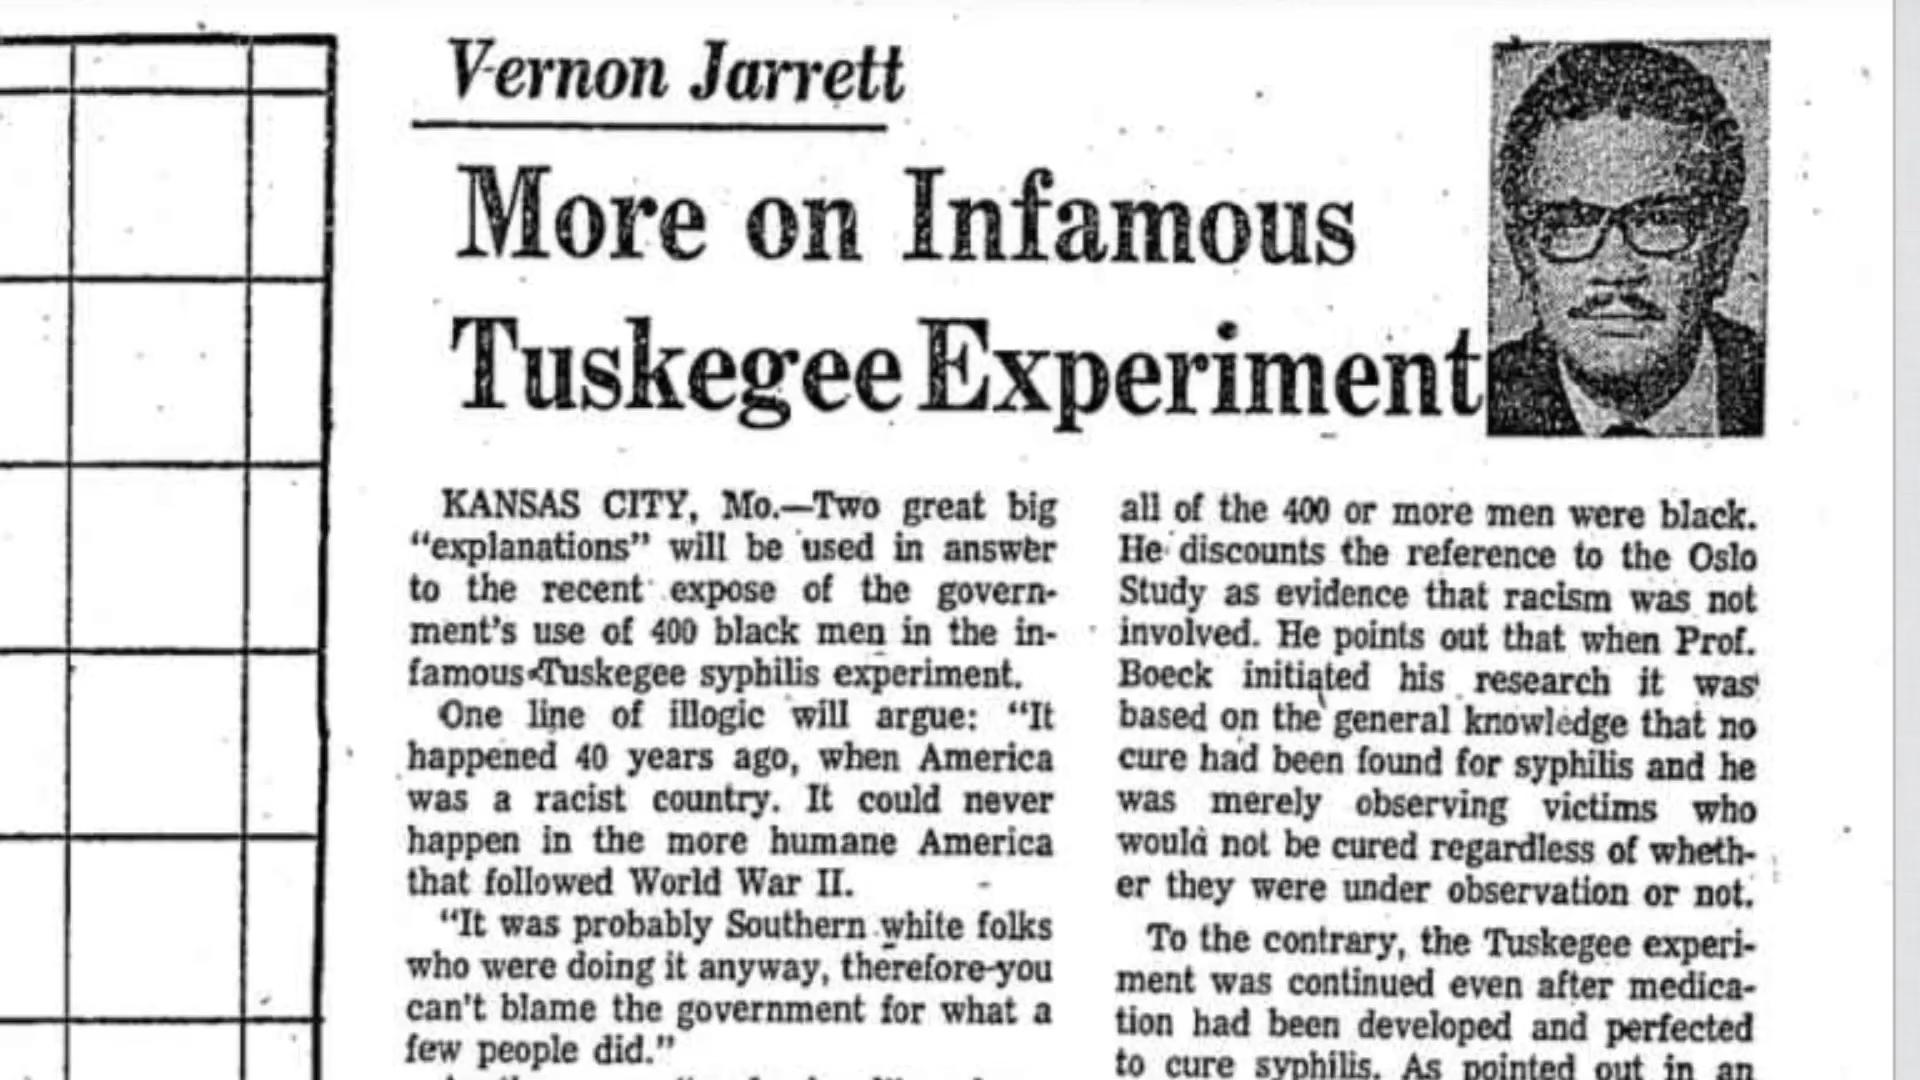 Vernon Jarrett
More on Infamous
Tuskegee Experiment
KANSAS CITY, Mo.—Two great big
“explanations” will be used in answer
to the recent expose of the govern-
ment's use of 400 black men in the in-
famous Tuskegee syphilis experiment.
One line of illogic will argue: “It
happened 40 years ago, when America
was a racist country. It could never
happen in the more humane America
that followed World War II.
“It was probably Southern white folks
who were doing it anyway, therefore you
can't blame the government for what a
few people did.”
all of the 400 or more men were black.
He discounts the reference to the Oslo
Study as evidence that racism was not
involved. He points out that when Prof.
Boeck initiated his research it was
based on the general knowledge that no
cure had been found for syphilis and he
was merely observing victims who
would not be cured regardless of wheth-
er they were under observation or not.
To the contrary, the Tuskegee experi-
ment was continued even after medica-
tion had been developed and perfected
to cure syphilis. As pointed out in an